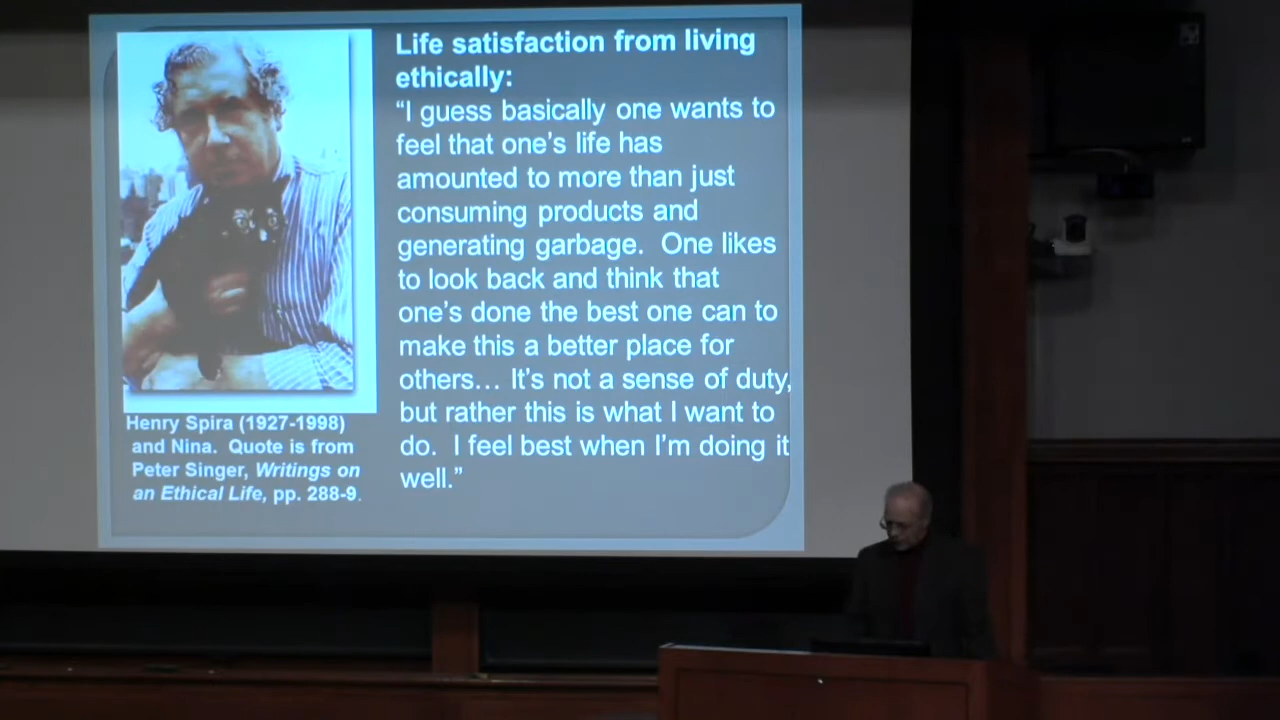 Life satisfaction from living
ethically:
“I guess basically one wants to
feel that one’s life has
amounted to more than just
consuming products and
generating garbage. One likes
to look back and think that
one’s done the best one can to
make this a better place for
others… It’s not a sense of duty,
but rather this is what I want to
do. I feel best when I’m doing it
well.”
Henry Spira (1927-1998)
and Nina. Quote is from
Peter Singer, Writings on
an Ethical Life, pp. 288-9.